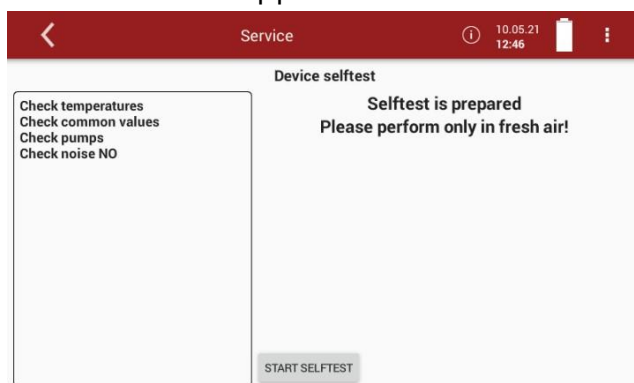 Service
10.05.21
12:46
Device selftest
Check temperatures
Check common values
Check pumps
Check noise NO
Selftest is prepared
Please perform only in fresh air!
START SELFTEST